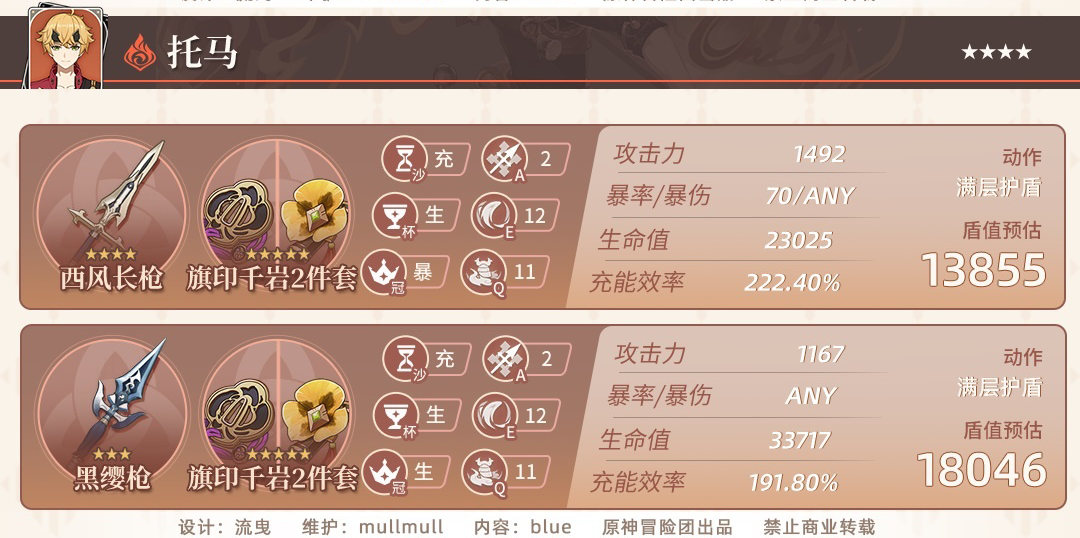 托马
★★★★
西风长枪
旗印千岩2件套
沙 充
A 2
杯 生
E 12
冠 暴
Q 11
攻击力 1492
暴率/暴伤 70/ANY
生命值 23025
充能效率 222.40%
动作
满层护盾
盾值预估
13855
黑缨枪
旗印千岩2件套
沙 充
A 2
杯 生
E 12
冠 生
Q 11
攻击力 1167
暴率/暴伤 ANY
生命值 33717
充能效率 191.80%
动作
满层护盾
盾值预估
18046
设计：流曳 维护：mullmull 内容：blue 原神冒险团出品 禁止商业转载